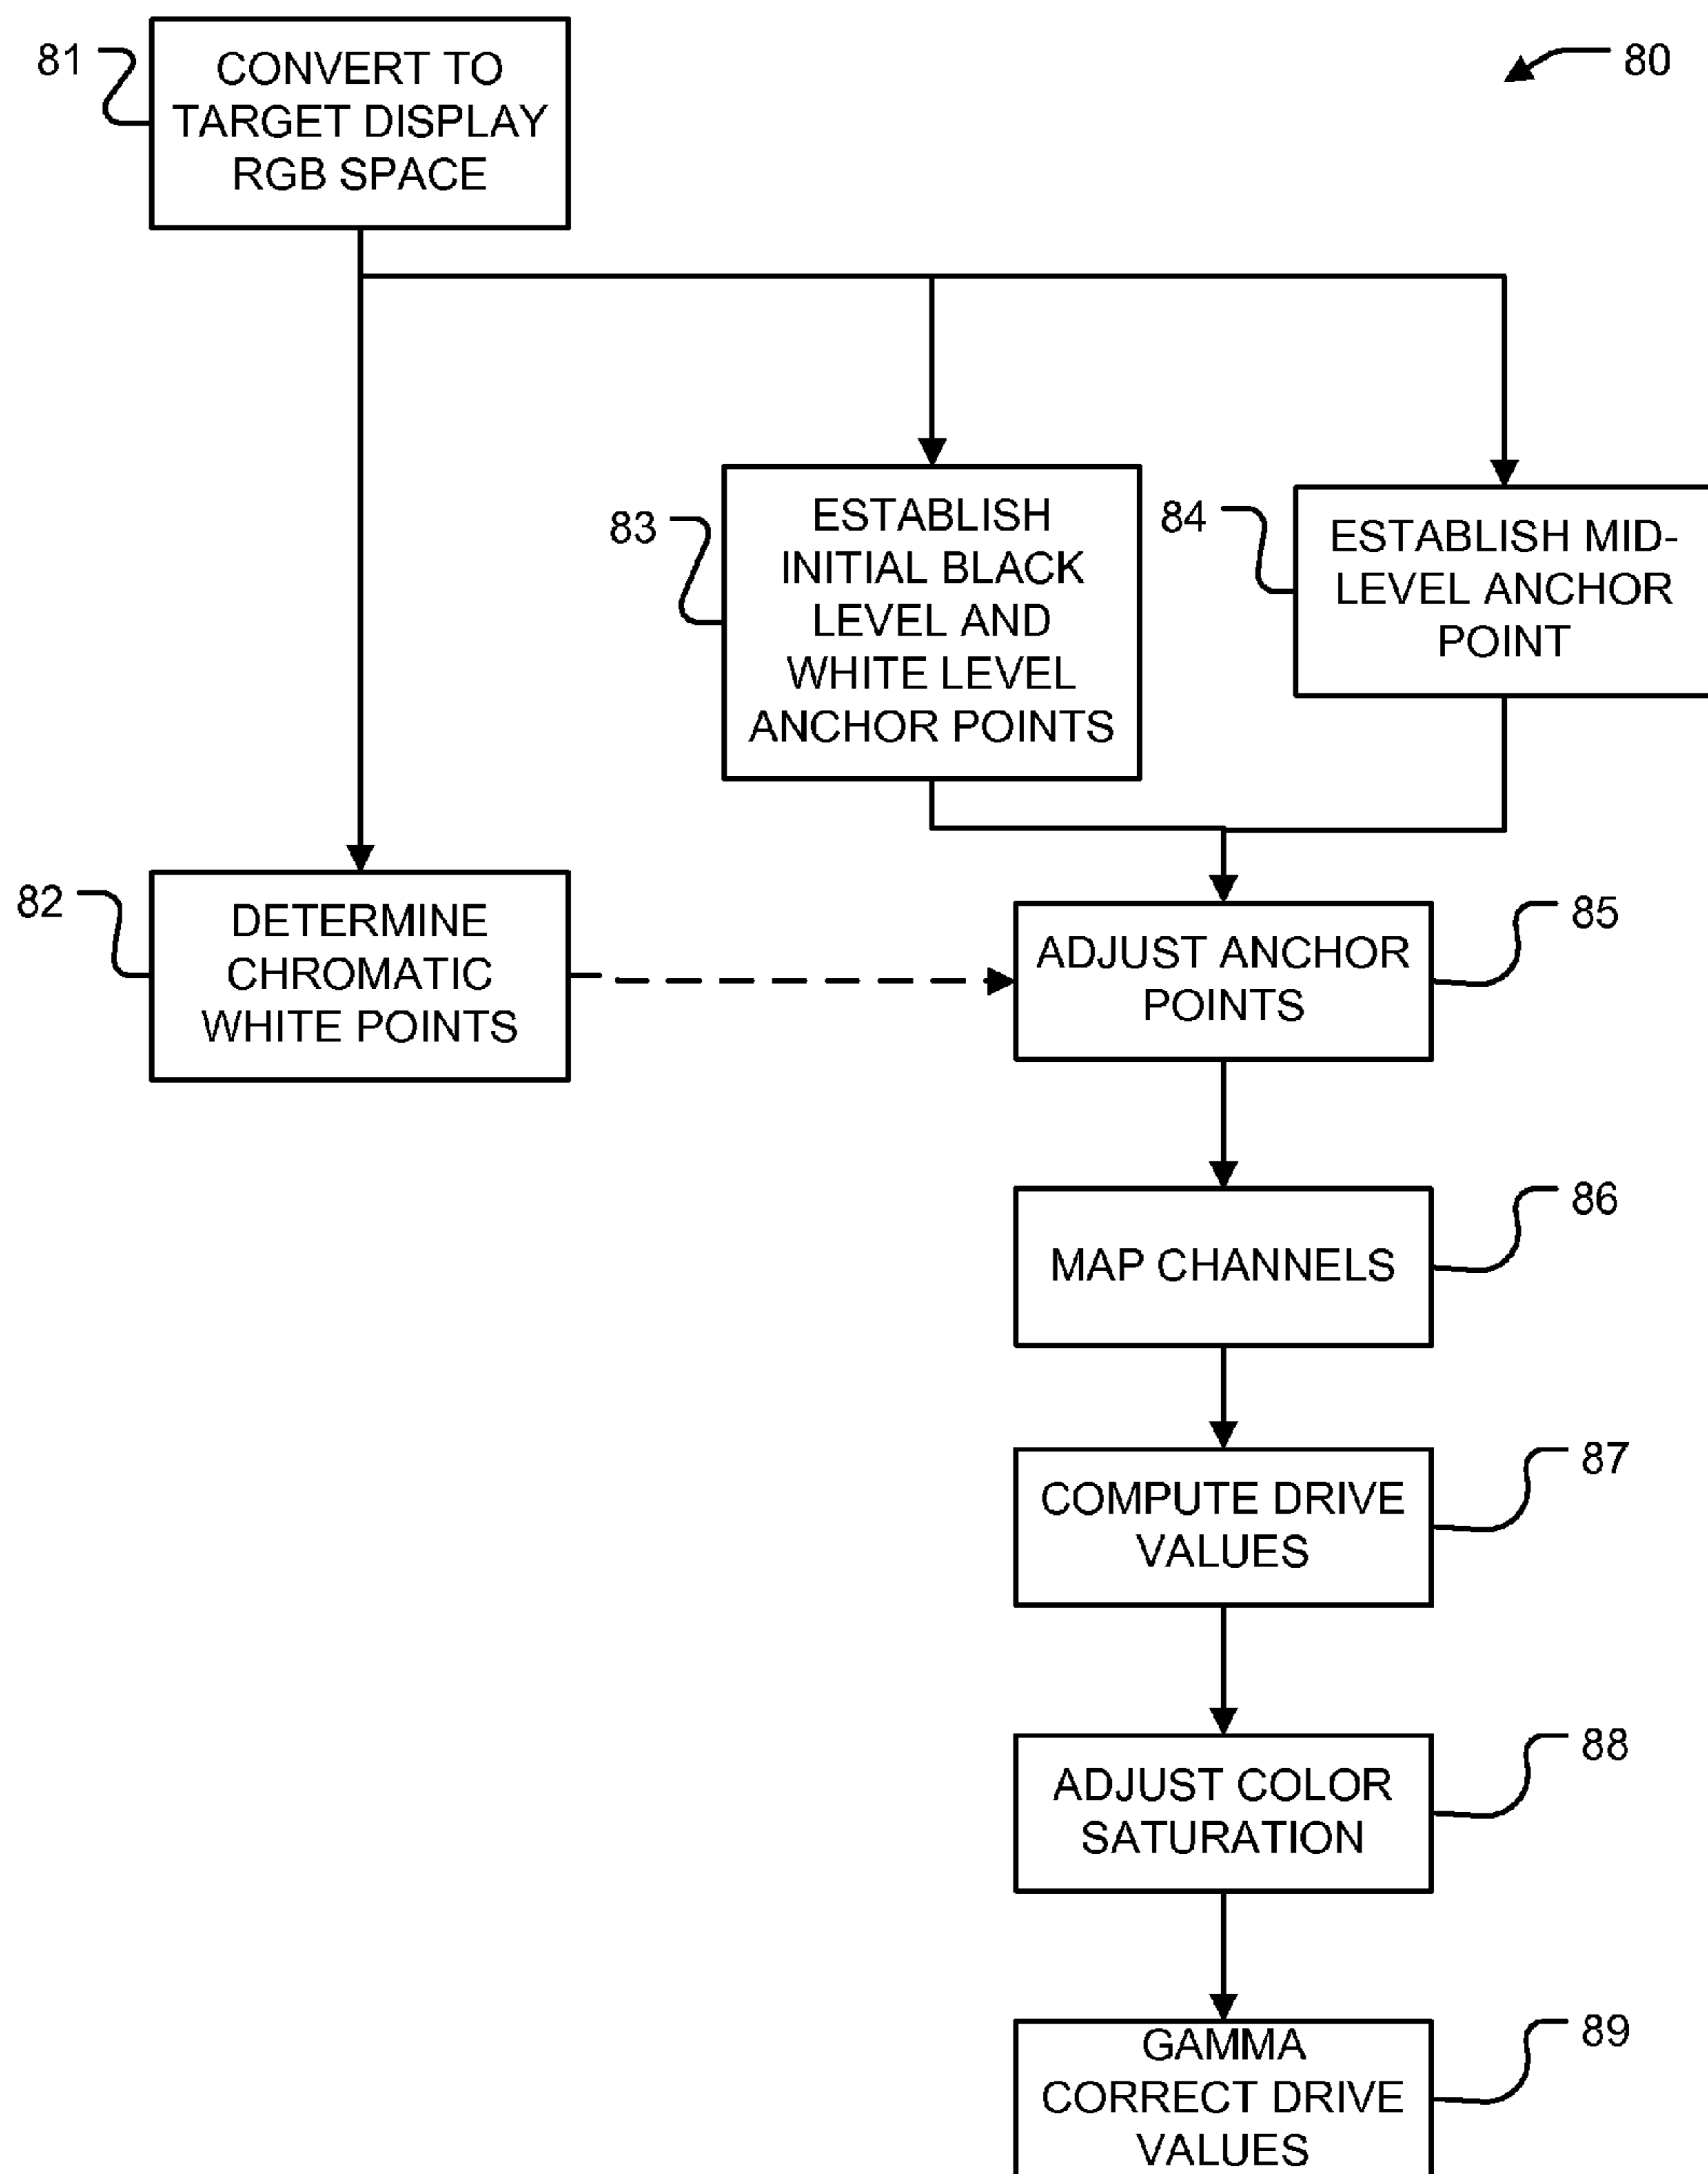 81
CONVERT TO
TARGET DISPLAY
RGB SPACE
80
83
ESTABLISH
INITIAL BLACK
LEVEL AND
WHITE LEVEL
ANCHOR POINTS
84
ESTABLISH MID-
LEVEL ANCHOR
POINT
82
DETERMINE
CHROMATIC
WHITE POINTS
ADJUST ANCHOR
POINTS
85
MAP CHANNELS
86
COMPUTE DRIVE
VALUES
87
ADJUST COLOR
SATURATION
88
GAMMA
CORRECT DRIVE
VALUES
89